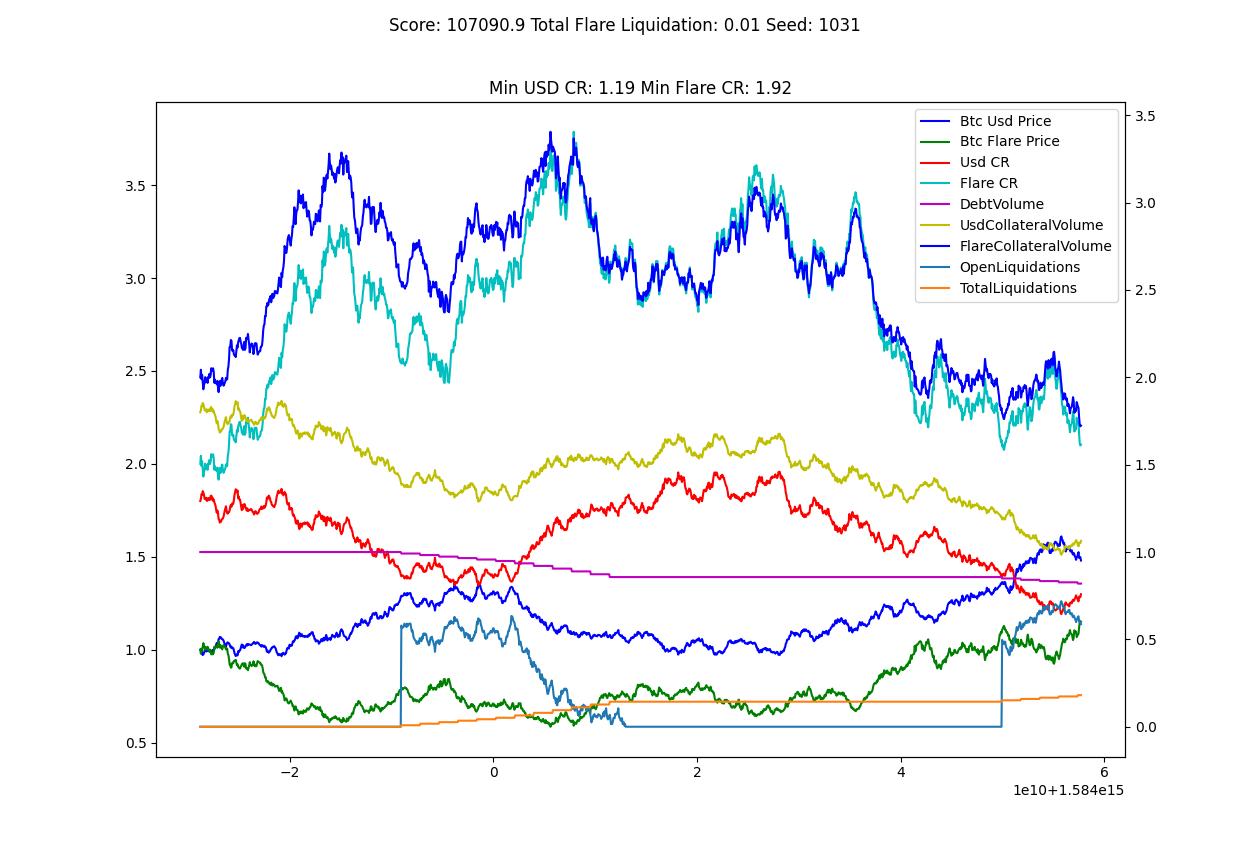 Score: 107090.9 Total Flare Liquidation: 0.01 Seed: 1031
Min USD CR: 1.19 Min Flare CR: 1.92
Btc Usd Price
Btc Flare Price
Usd CR
Flare CR
DebtVolume
UsdCollateralVolume
FlareCollateralVolume
OpenLiquidations
TotalLiquidations
3.5
3.0
2.5
2.0
1.5
1.0
0.5
3.5
3.0
2.5
2.0
1.5
1.0
0.5
0.0
−2
0
2
4
6
1e10+1.584e15